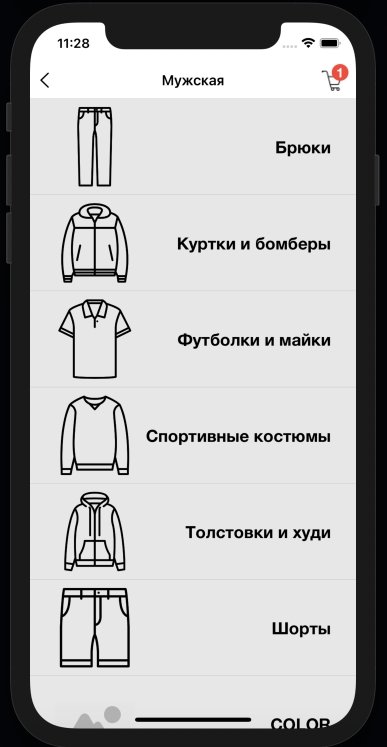 11:28
Мужская
1
Брюки
Куртки и бомберы
Футболки и майки
Спортивные костюмы
Толстовки и худи
Шорты
COLOR